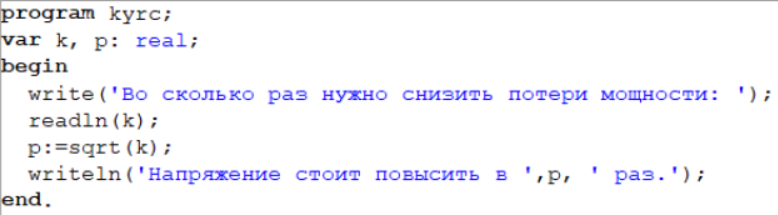 program kyrc;
var k, p: real;
begin
  write('Во сколько раз нужно снизить потери мощности: ');
  readln(k);
  p:=sqrt(k);
  writeln('Напряжение стоит повысить в ',p, ' раз.');
end.